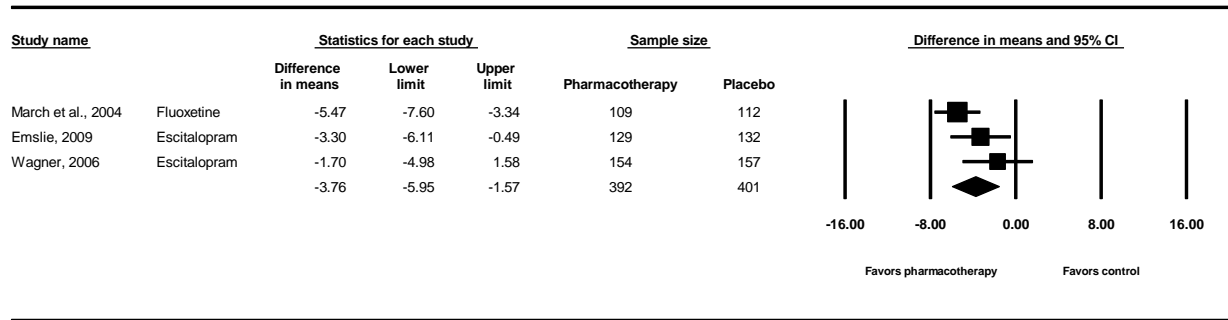 Study name Statistics for each study Sample size Difference in means and 95% CI
Difference in means Lower limit Upper limit Pharmacotherapy Placebo
March et al., 2004 Fluoxetine -5.47 -7.60 -3.34 109 112
Emslie, 2009 Escitalopram -3.30 -6.11 -0.49 129 132
Wagner, 2006 Escitalopram -1.70 -4.98 1.58 154 157
-3.76 -5.95 -1.57 392 401
-16.00 -8.00 0.00 8.00 16.00
Favors pharmacotherapy Favors control